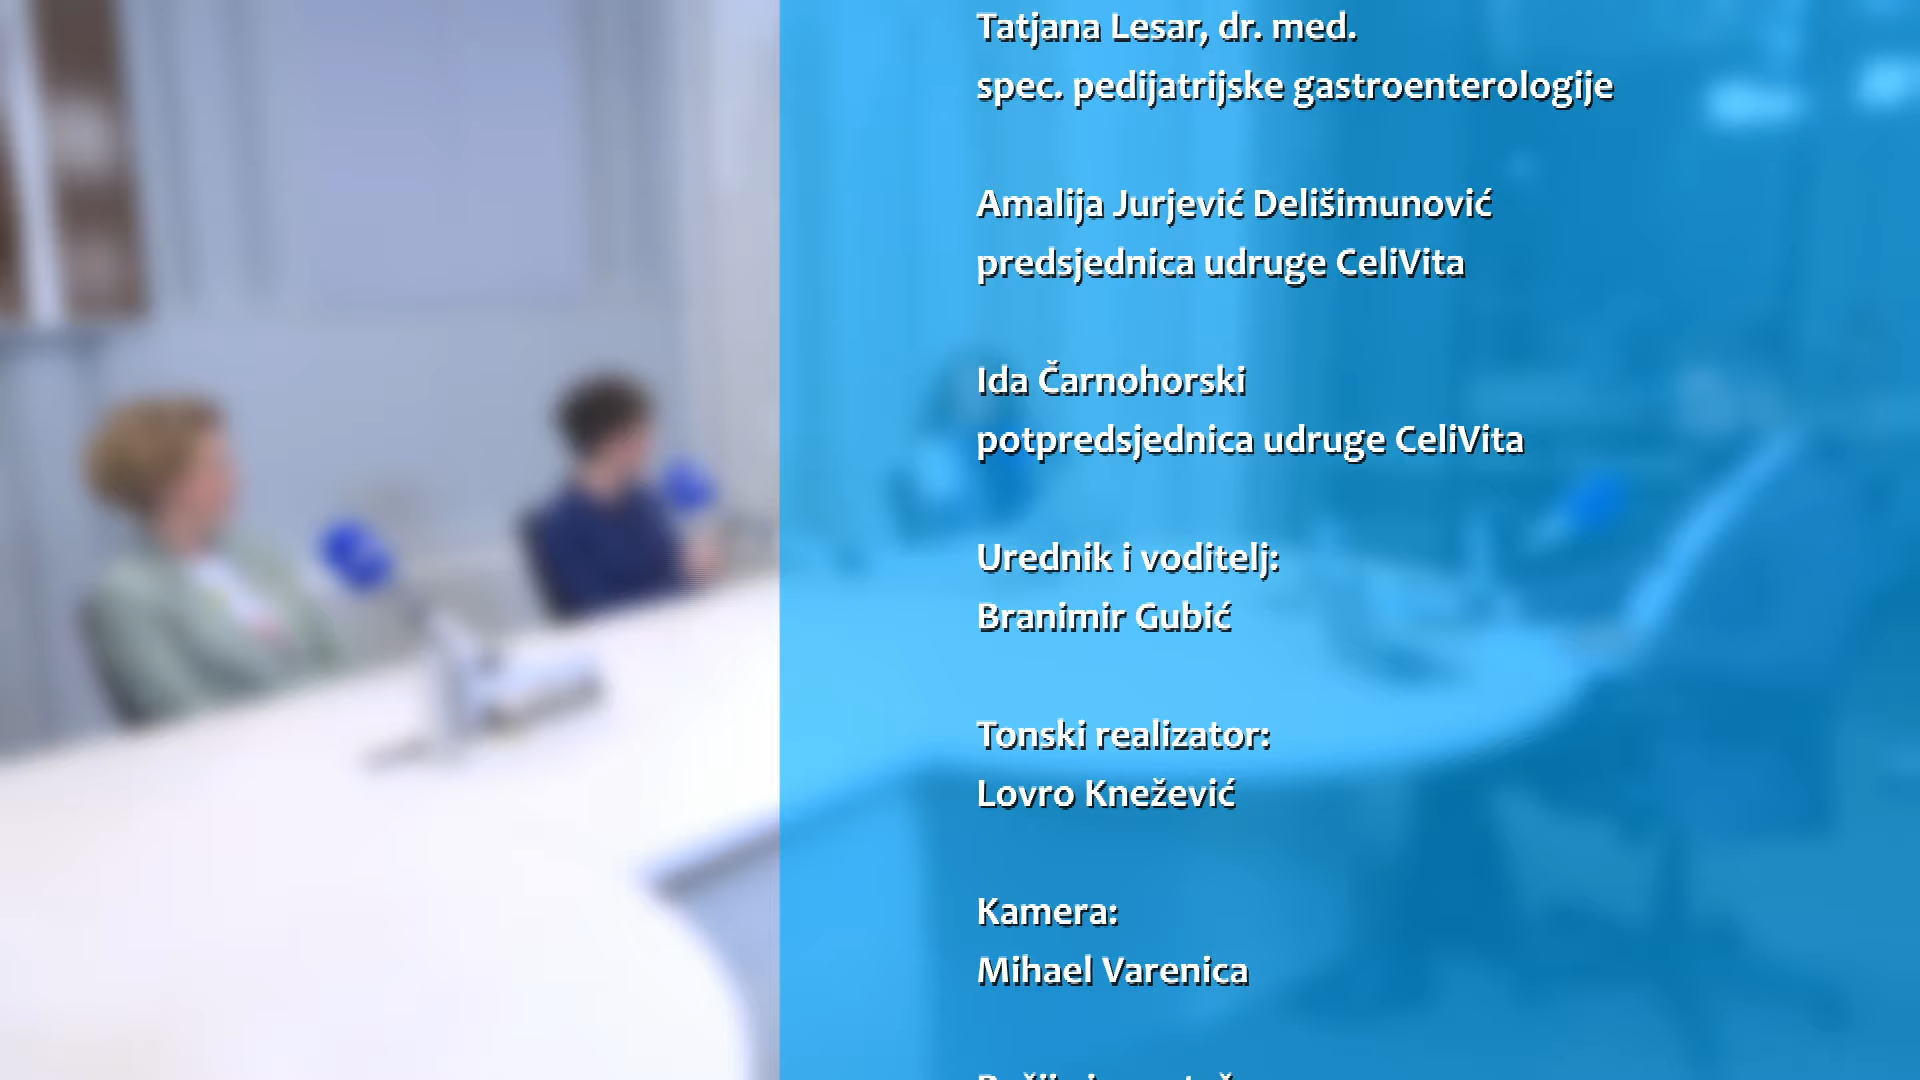 Tatjana Lesar, dr. med.
spec. pedijatrijske gastroenterologije
Amalija Jurjević Delišimunović
predsjednica udruge CeliVita
Ida Čarnohorski
potpredsjednica udruge CeliVita
Urednik i voditelj:
Branimir Gubić
Tonski realizator:
Lovro Knežević
Kamera:
Mihael Varenica